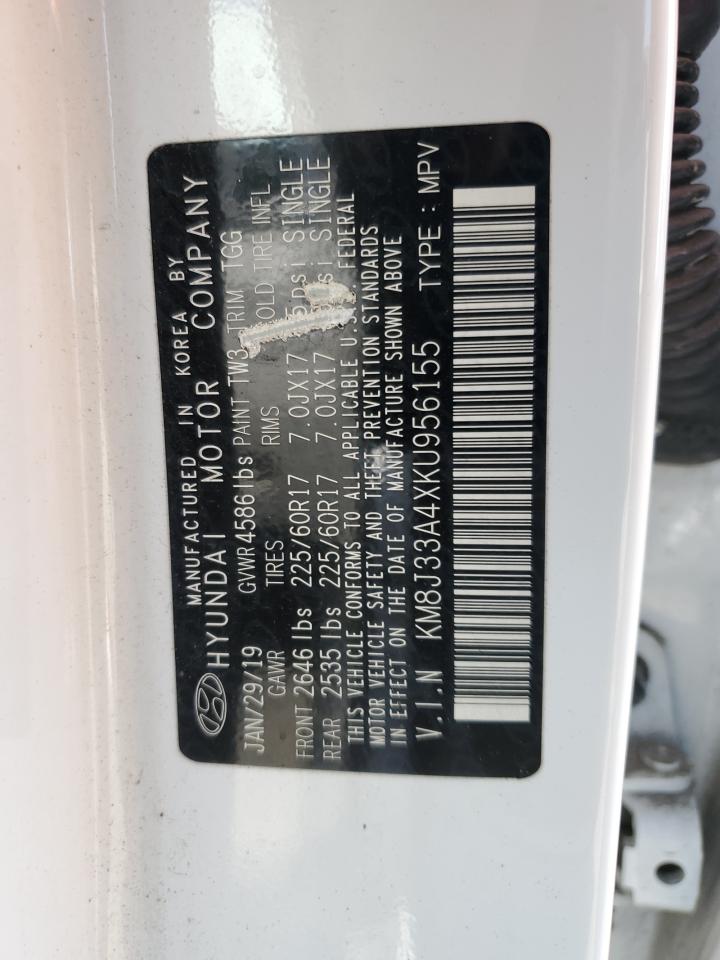 MANUFACTURED IN KOREA BY
HYUNDAI MOTOR COMPANY
JAN/29/19 GVWR 4586lbs PAINT TW3 TRIM TGG
GAWR TIRES RIMS COLD TIRE INFL
FRONT 2646 lbs 225/60R17 7.0JX17 psi SINGLE
REAR 2535 lbs 225/60R17 7.0JX17 psi SINGLE
THIS VEHICLE CONFORMS TO ALL APPLICABLE U.S. FEDERAL
MOTOR VEHICLE SAFETY AND THEFT PREVENTION STANDARDS
IN EFFECT ON THE DATE OF MANUFACTURE SHOWN ABOVE
V.I.N KM8J33A4XKU956155 TYPE : MPV